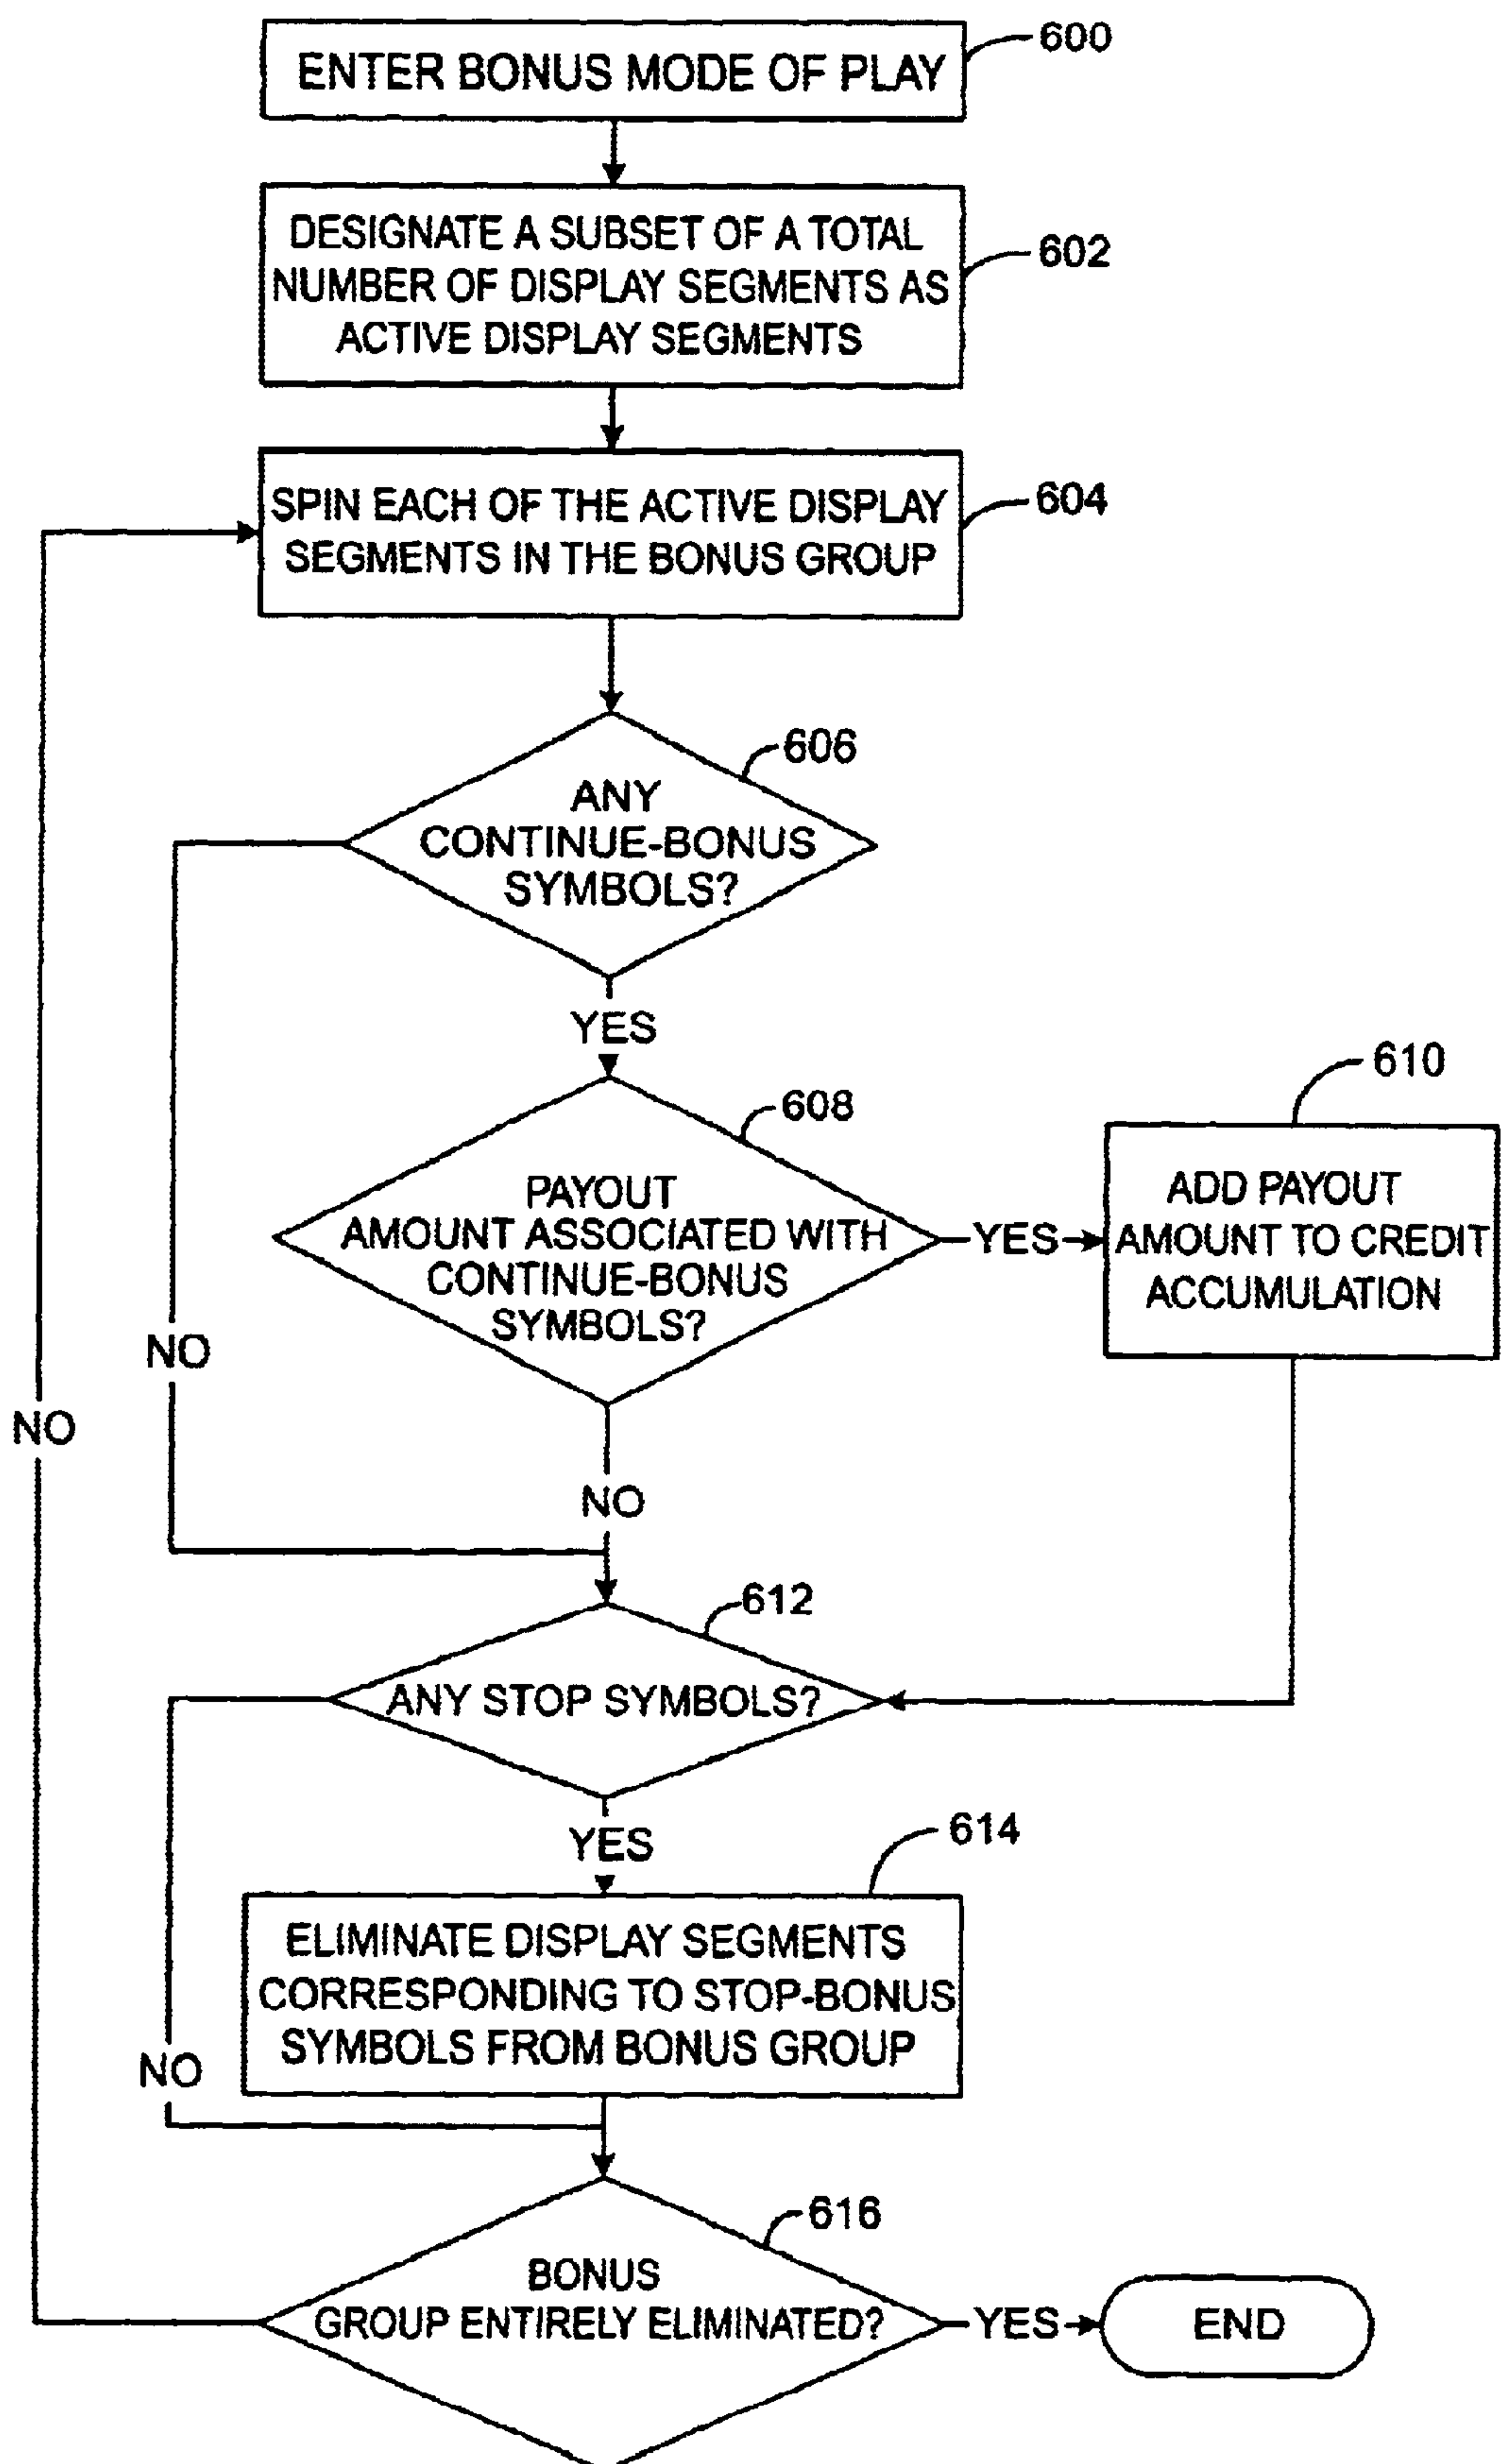 ENTER BONUS MODE OF PLAY
600
DESIGNATE A SUBSET OF A TOTAL
NUMBER OF DISPLAY SEGMENTS AS
ACTIVE DISPLAY SEGMENTS
602
SPIN EACH OF THE ACTIVE DISPLAY
SEGMENTS IN THE BONUS GROUP
604
606
ANY
CONTINUE-BONUS
SYMBOLS?
YES
608
PAYOUT
AMOUNT ASSOCIATED WITH
CONTINUE-BONUS
SYMBOLS?
YES
610
ADD PAYOUT
AMOUNT TO CREDIT
ACCUMULATION
NO
NO
NO
612
ANY STOP SYMBOLS?
YES
614
ELIMINATE DISPLAY SEGMENTS
CORRESPONDING TO STOP-BONUS
SYMBOLS FROM BONUS GROUP
NO
616
BONUS
GROUP ENTIRELY ELIMINATED?
YES
END